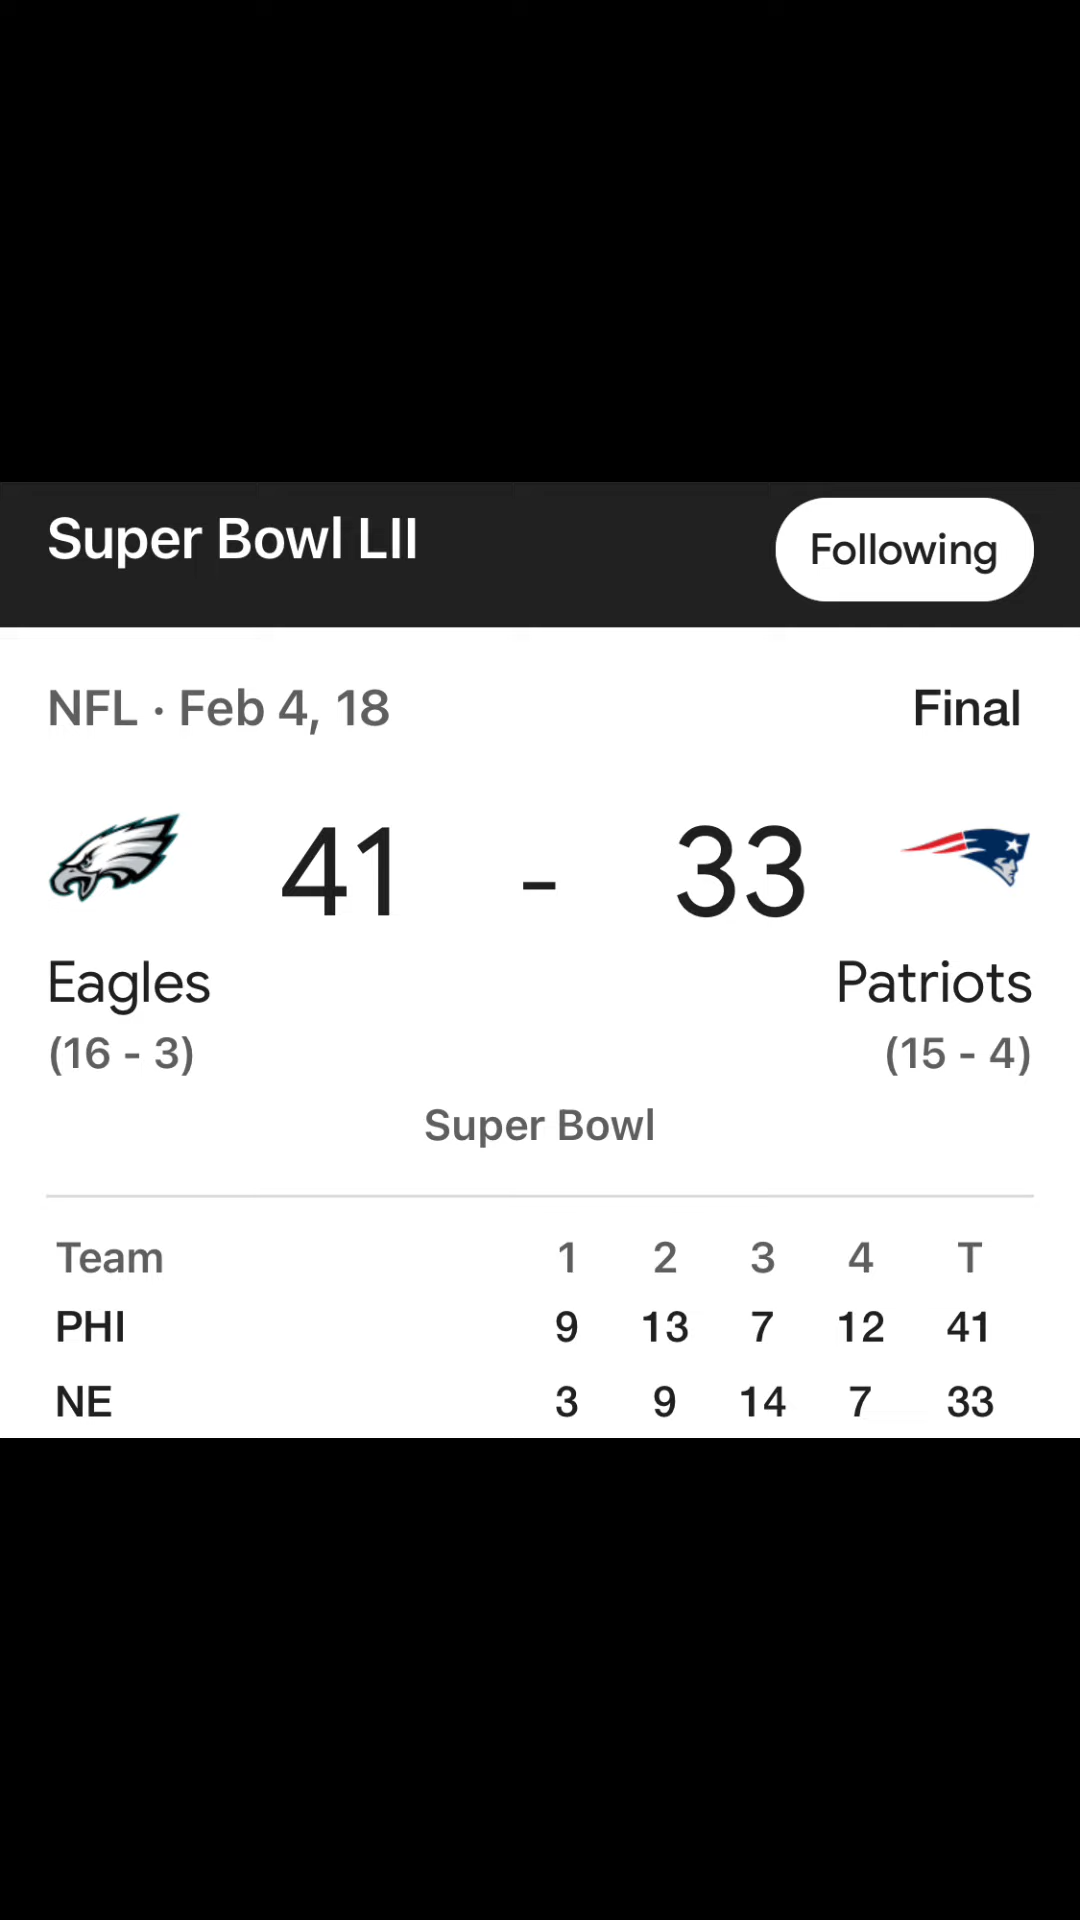 Super Bowl LII
Following
NFL · Feb 4, 18
Final
41 - 33
Eagles
Patriots
(16 - 3)
(15 - 4)
Super Bowl
Team 1 2 3 4 T
PHI 9 13 7 12 41
NE 3 9 14 7 33